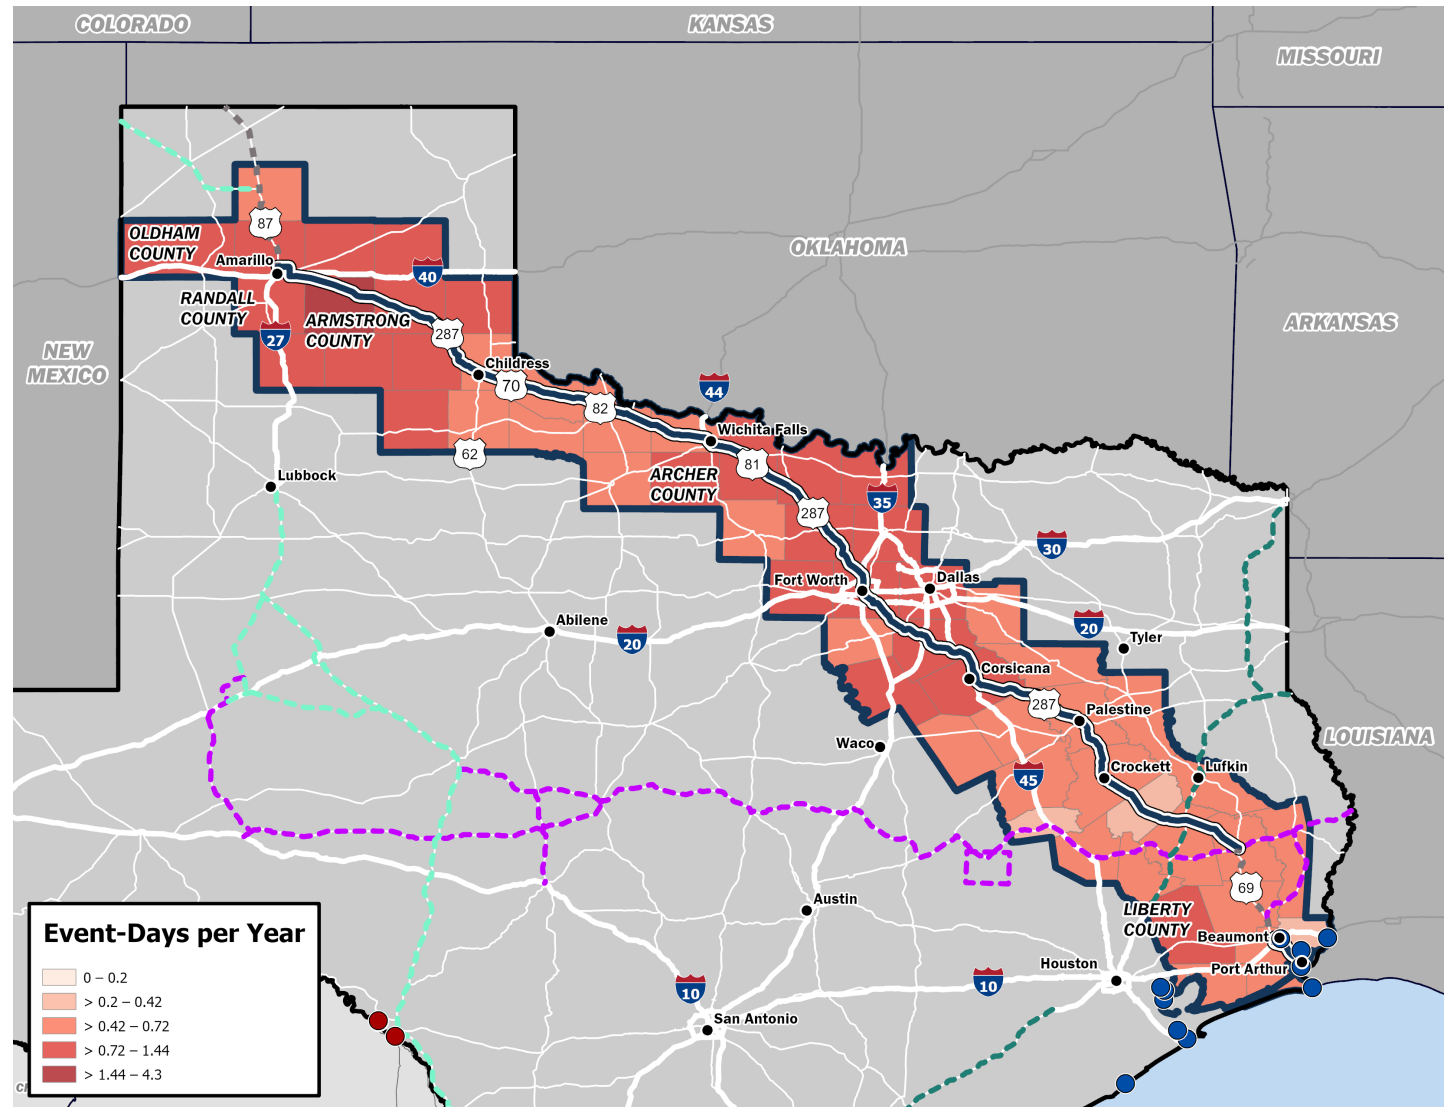 COLORADO
KANSAS
MISSOURI
OKLAHOMA
ARKANSAS
NEW
MEXICO
LOUISIANA
87
OLDHAM
COUNTY
Amarillo
40
RANDALL
COUNTY
ARMSTRONG
COUNTY
27
287
Childress
70
44
82
62
Wichita Falls
81
Lubbock
ARCHER
COUNTY
287
35
30
Fort Worth
Dallas
Abilene
20
20
Tyler
Corsicana
287
Palestine
Waco
45
Crockett
Lufkin
69
Austin
LIBERTY
COUNTY
Beaumont
Houston
Port Arthur
10
10
San Antonio
Event-Days per Year
0 – 0.2
> 0.2 – 0.42
> 0.42 – 0.72
> 0.72 – 1.44
> 1.44 – 4.3